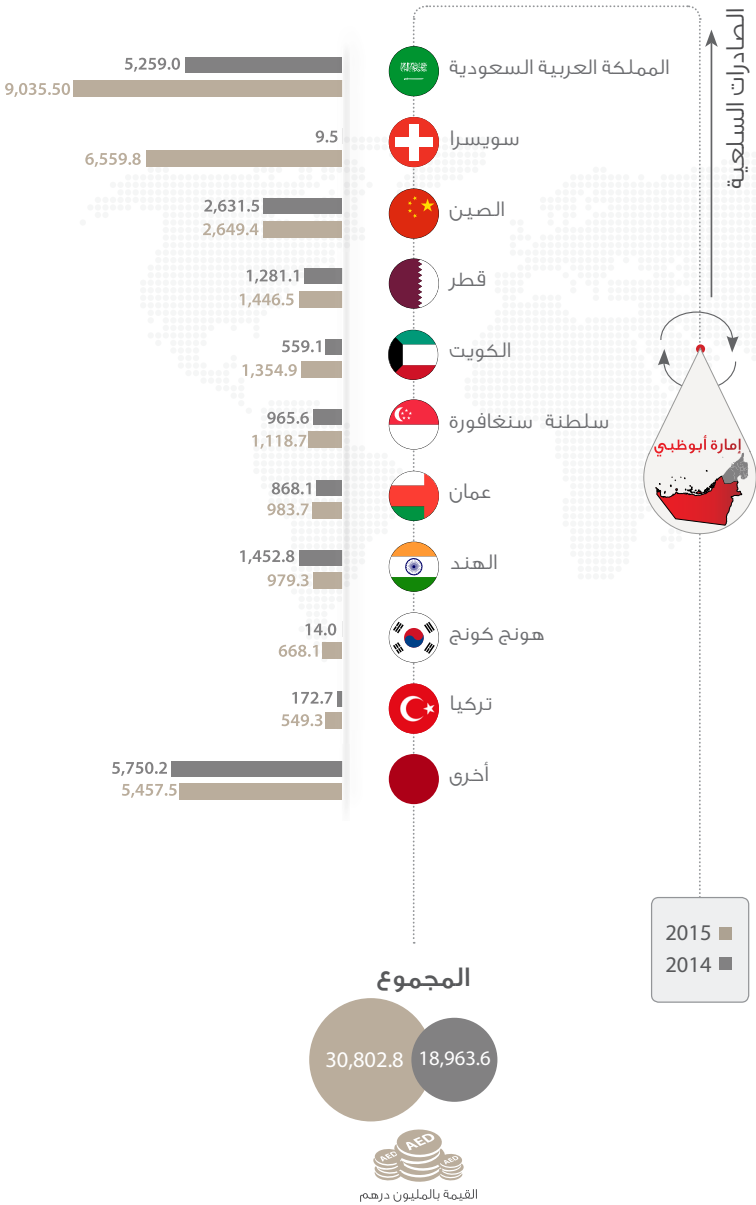 الصادرات السلعية
المملكة العربية السعودية
5,259.0
9,035.50
سويسرا
9.5
6,559.8
الصين
2,631.5
2,649.4
قطر
1,281.1
1,446.5
الكويت
559.1
1,354.9
سلطنة سنغافورة
965.6
1,118.7
عمان
868.1
983.7
الهند
1,452.8
979.3
هونج كونج
14.0
668.1
تركيا
172.7
549.3
أخرى
5,750.2
5,457.5
إمارة أبوظبي
2015
2014
المجموع
18,963.6
30,802.8
AED
AED
AED
القيمة بالمليون درهم